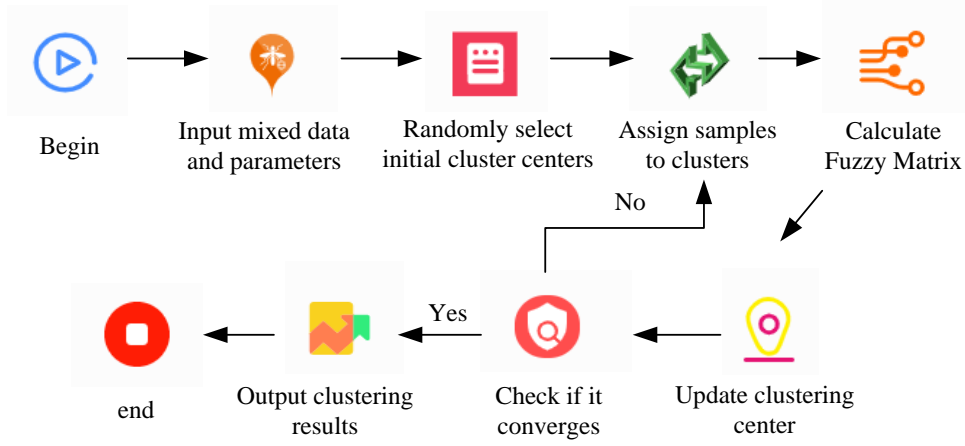 Begin
Input mixed data
and parameters
Randomly select
initial cluster centers
Assign samples
to clusters
Calculate
Fuzzy Matrix
No
Yes
end
Output clustering
results
Check if it
converges
Update clustering
center